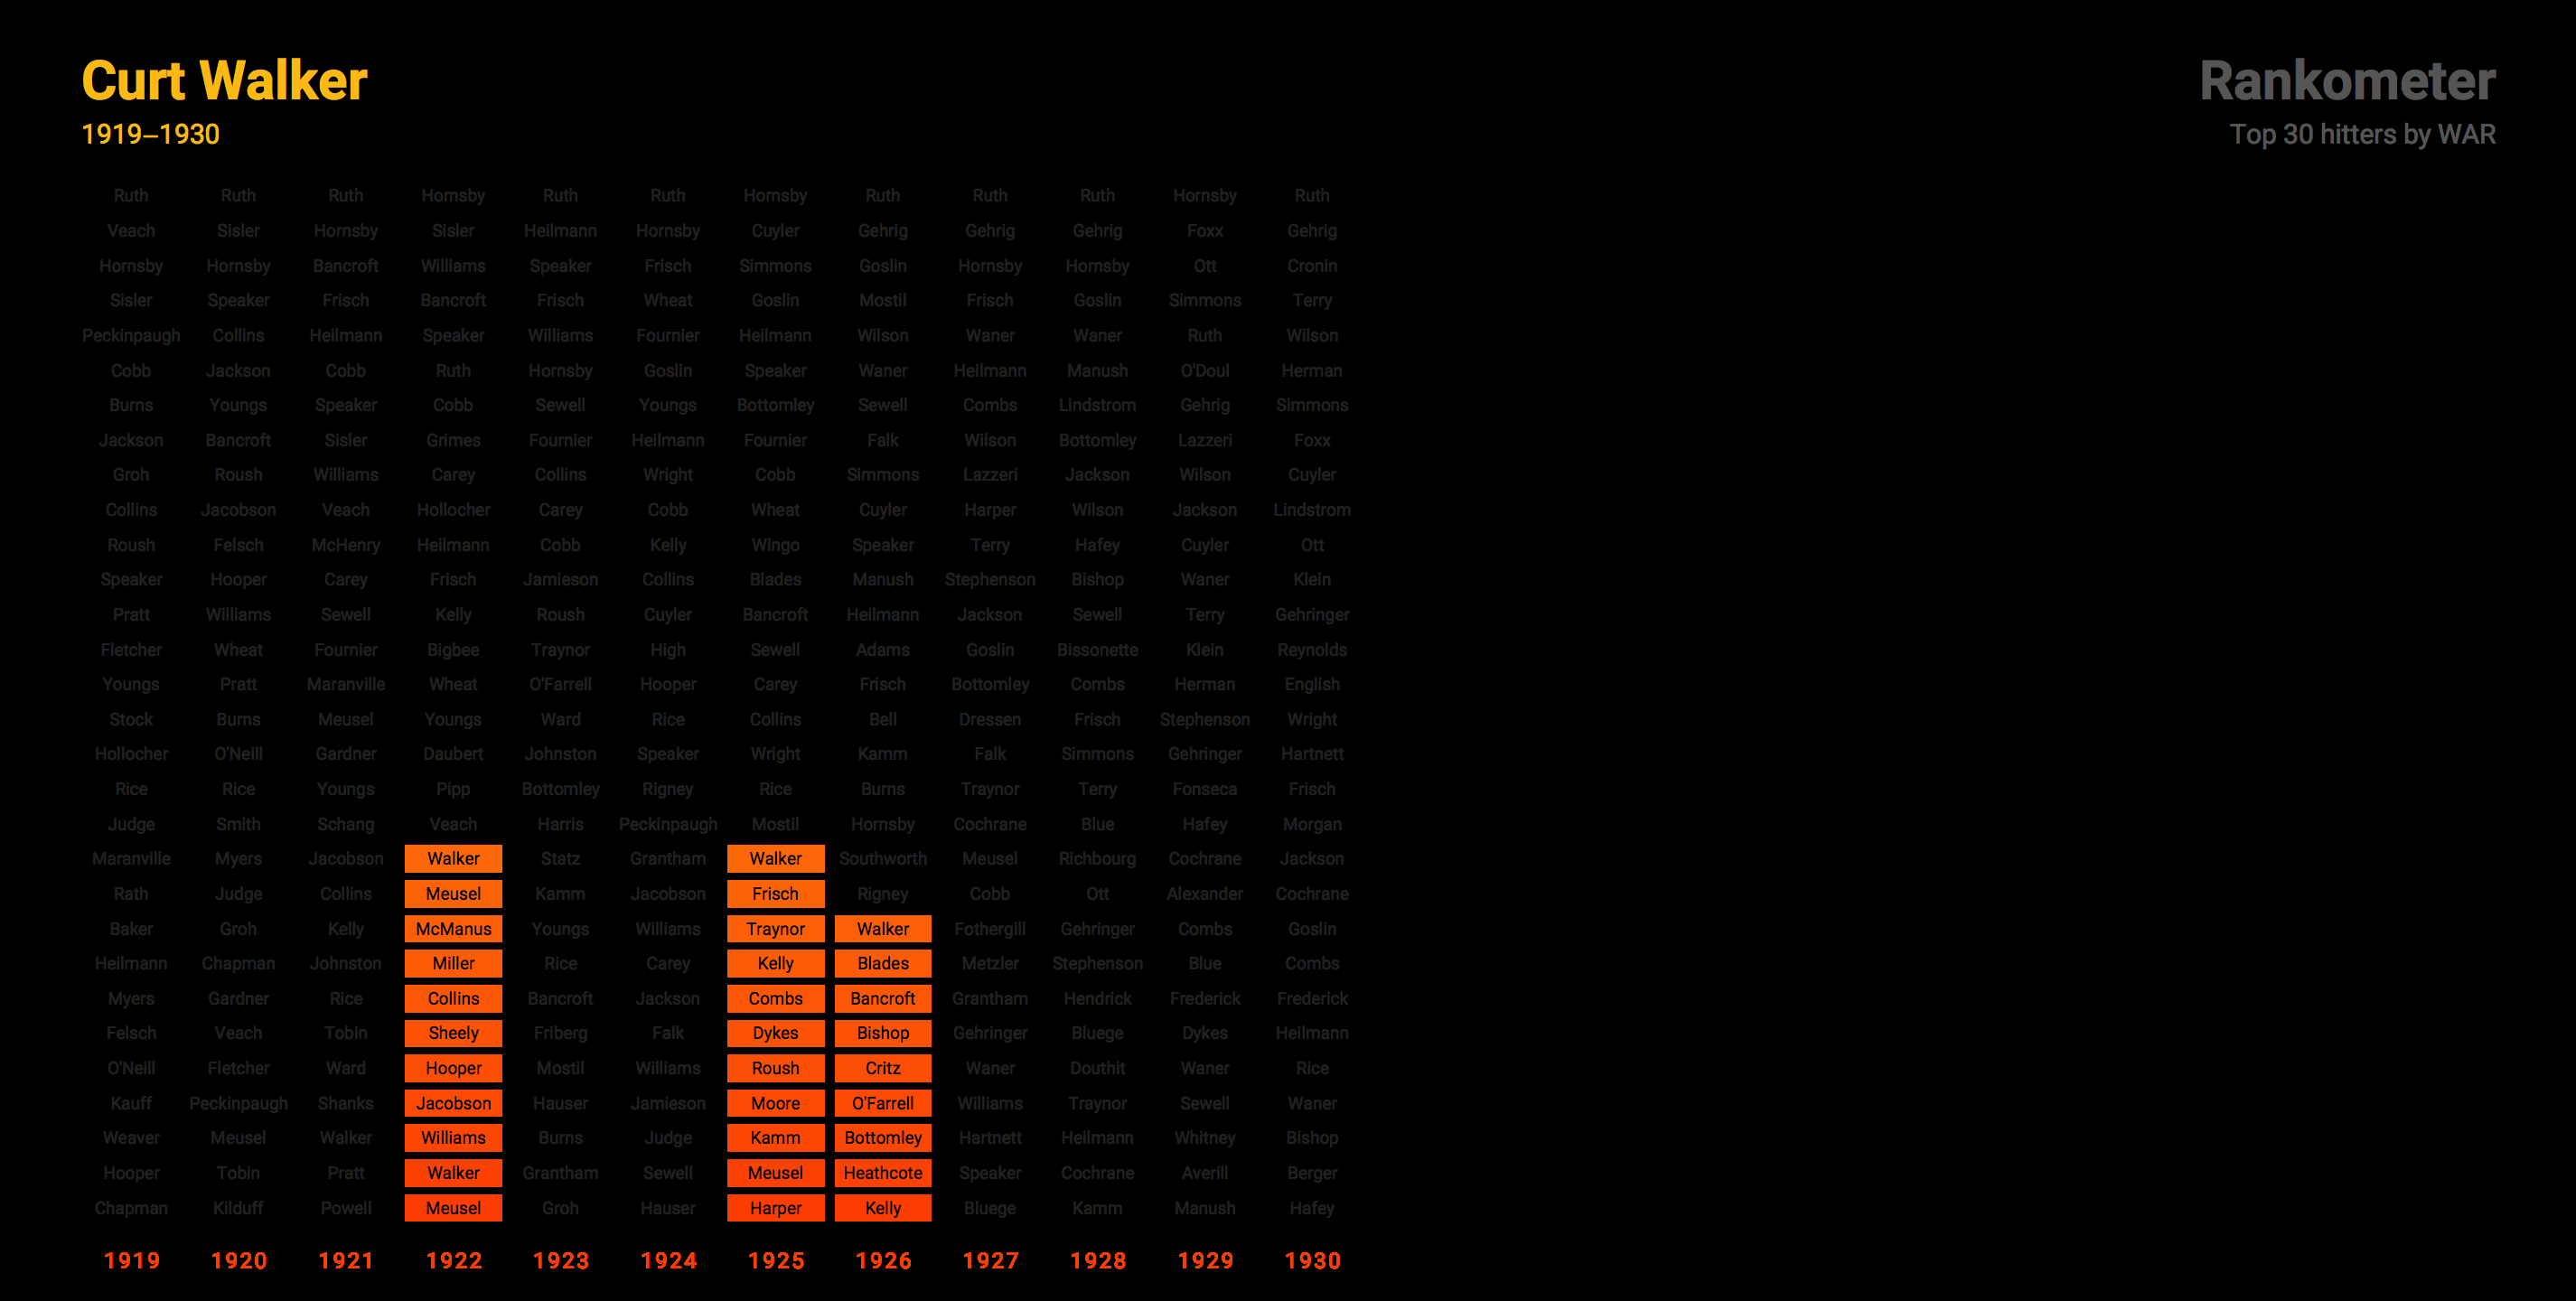 Curt Walker
1919–1930
Rankometer
Top 30 hitters by WAR
Ruth Ruth Ruth Hornsby Ruth Ruth Hornsby Ruth Ruth Ruth Hornsby Ruth
Veach Sisler Hornsby Sisler Heilmann Hornsby Cuyler Gehrig Gehrig Gehrig Foxx Gehrig
Hornsby Hornsby Bancroft Williams Speaker Frisch Simmons Goslin Hornsby Hornsby Ott Cronin
Sisler Speaker Frisch Bancroft Frisch Wheat Goslin Mostil Frisch Goslin Simmons Terry
Peckinpaugh Collins Heilmann Speaker Williams Fournier Heilmann Wilson Waner Waner Ruth Wilson
Cobb Jackson Cobb Ruth Hornsby Goslin Speaker Waner Heilmann Manush O'Doul Herman
Burns Youngs Speaker Cobb Sewell Youngs Bottomley Sewell Combs Lindstrom Gehrig Simmons
Jackson Bancroft Sisler Grimes Fournier Heilmann Fournier Falk Wilson Bottomley Lazzeri Foxx
Groh Roush Williams Carey Collins Wright Cobb Simmons Lazzeri Jackson Wilson Cuyler
Collins Jacobson Veach Hollocher Carey Cobb Wheat Cuyler Harper Wilson Jackson Lindstrom
Roush Felsch McHenry Heilmann Cobb Kelly Wingo Speaker Terry Hafey Cuyler Ott
Speaker Hooper Carey Frisch Jamieson Collins Blades Manush Stephenson Bishop Waner Klein
Pratt Williams Sewell Kelly Roush Cuyler Bancroft Heilmann Jackson Sewell Terry Gehringer
Fletcher Wheat Fournier Bigbee Traynor High Sewell Adams Goslin Bissonette Klein Reynolds
Youngs Pratt Maranville Wheat O'Farrell Hooper Carey Frisch Bottomley Combs Herman English
Stock Burns Meusel Youngs Ward Rice Collins Bell Dressen Frisch Stephenson Wright
Hollocher O'Neill Gardner Daubert Johnston Speaker Wright Kamm Falk Simmons Gehringer Hartnett
Rice Rice Youngs Pipp Bottomley Rigney Rice Burns Traynor Terry Fonseca Frisch
Judge Smith Schang Veach Harris Peckinpaugh Mostil Hornsby Cochrane Blue Hafey Morgan
Maranville Myers Jacobson Walker Statz Grantham Walker Southworth Meusel Richbourg Cochrane Jackson
Rath Judge Collins Meusel Kamm Jacobson Frisch Rigney Cobb Ott Alexander Cochrane
Baker Groh Kelly McManus Youngs Williams Traynor Walker Fothergill Gehringer Combs Goslin
Heilmann Chapman Johnston Miller Rice Carey Kelly Blades Metzler Stephenson Blue Combs
Myers Gardner Rice Collins Bancroft Jackson Combs Bancroft Grantham Hendrick Frederick Frederick
Felsch Veach Tobin Sheely Friberg Falk Dykes Bishop Gehringer Bluege Dykes Heilmann
O'Neill Fletcher Ward Hooper Mostil Williams Roush Critz Waner Douthit Waner Rice
Kauff Peckinpaugh Shanks Jacobson Hauser Jamieson Moore O'Farrell Williams Traynor Sewell Waner
Weaver Meusel Walker Williams Burns Judge Kamm Bottomley Hartnett Heilmann Whitney Bishop
Hooper Tobin Pratt Walker Grantham Sewell Meusel Heathcote Speaker Cochrane Averill Berger
Chapman Kilduff Powell Meusel Groh Hauser Harper Kelly Bluege Kamm Manush Hafey
1919 1920 1921 1922 1923 1924 1925 1926 1927 1928 1929 1930